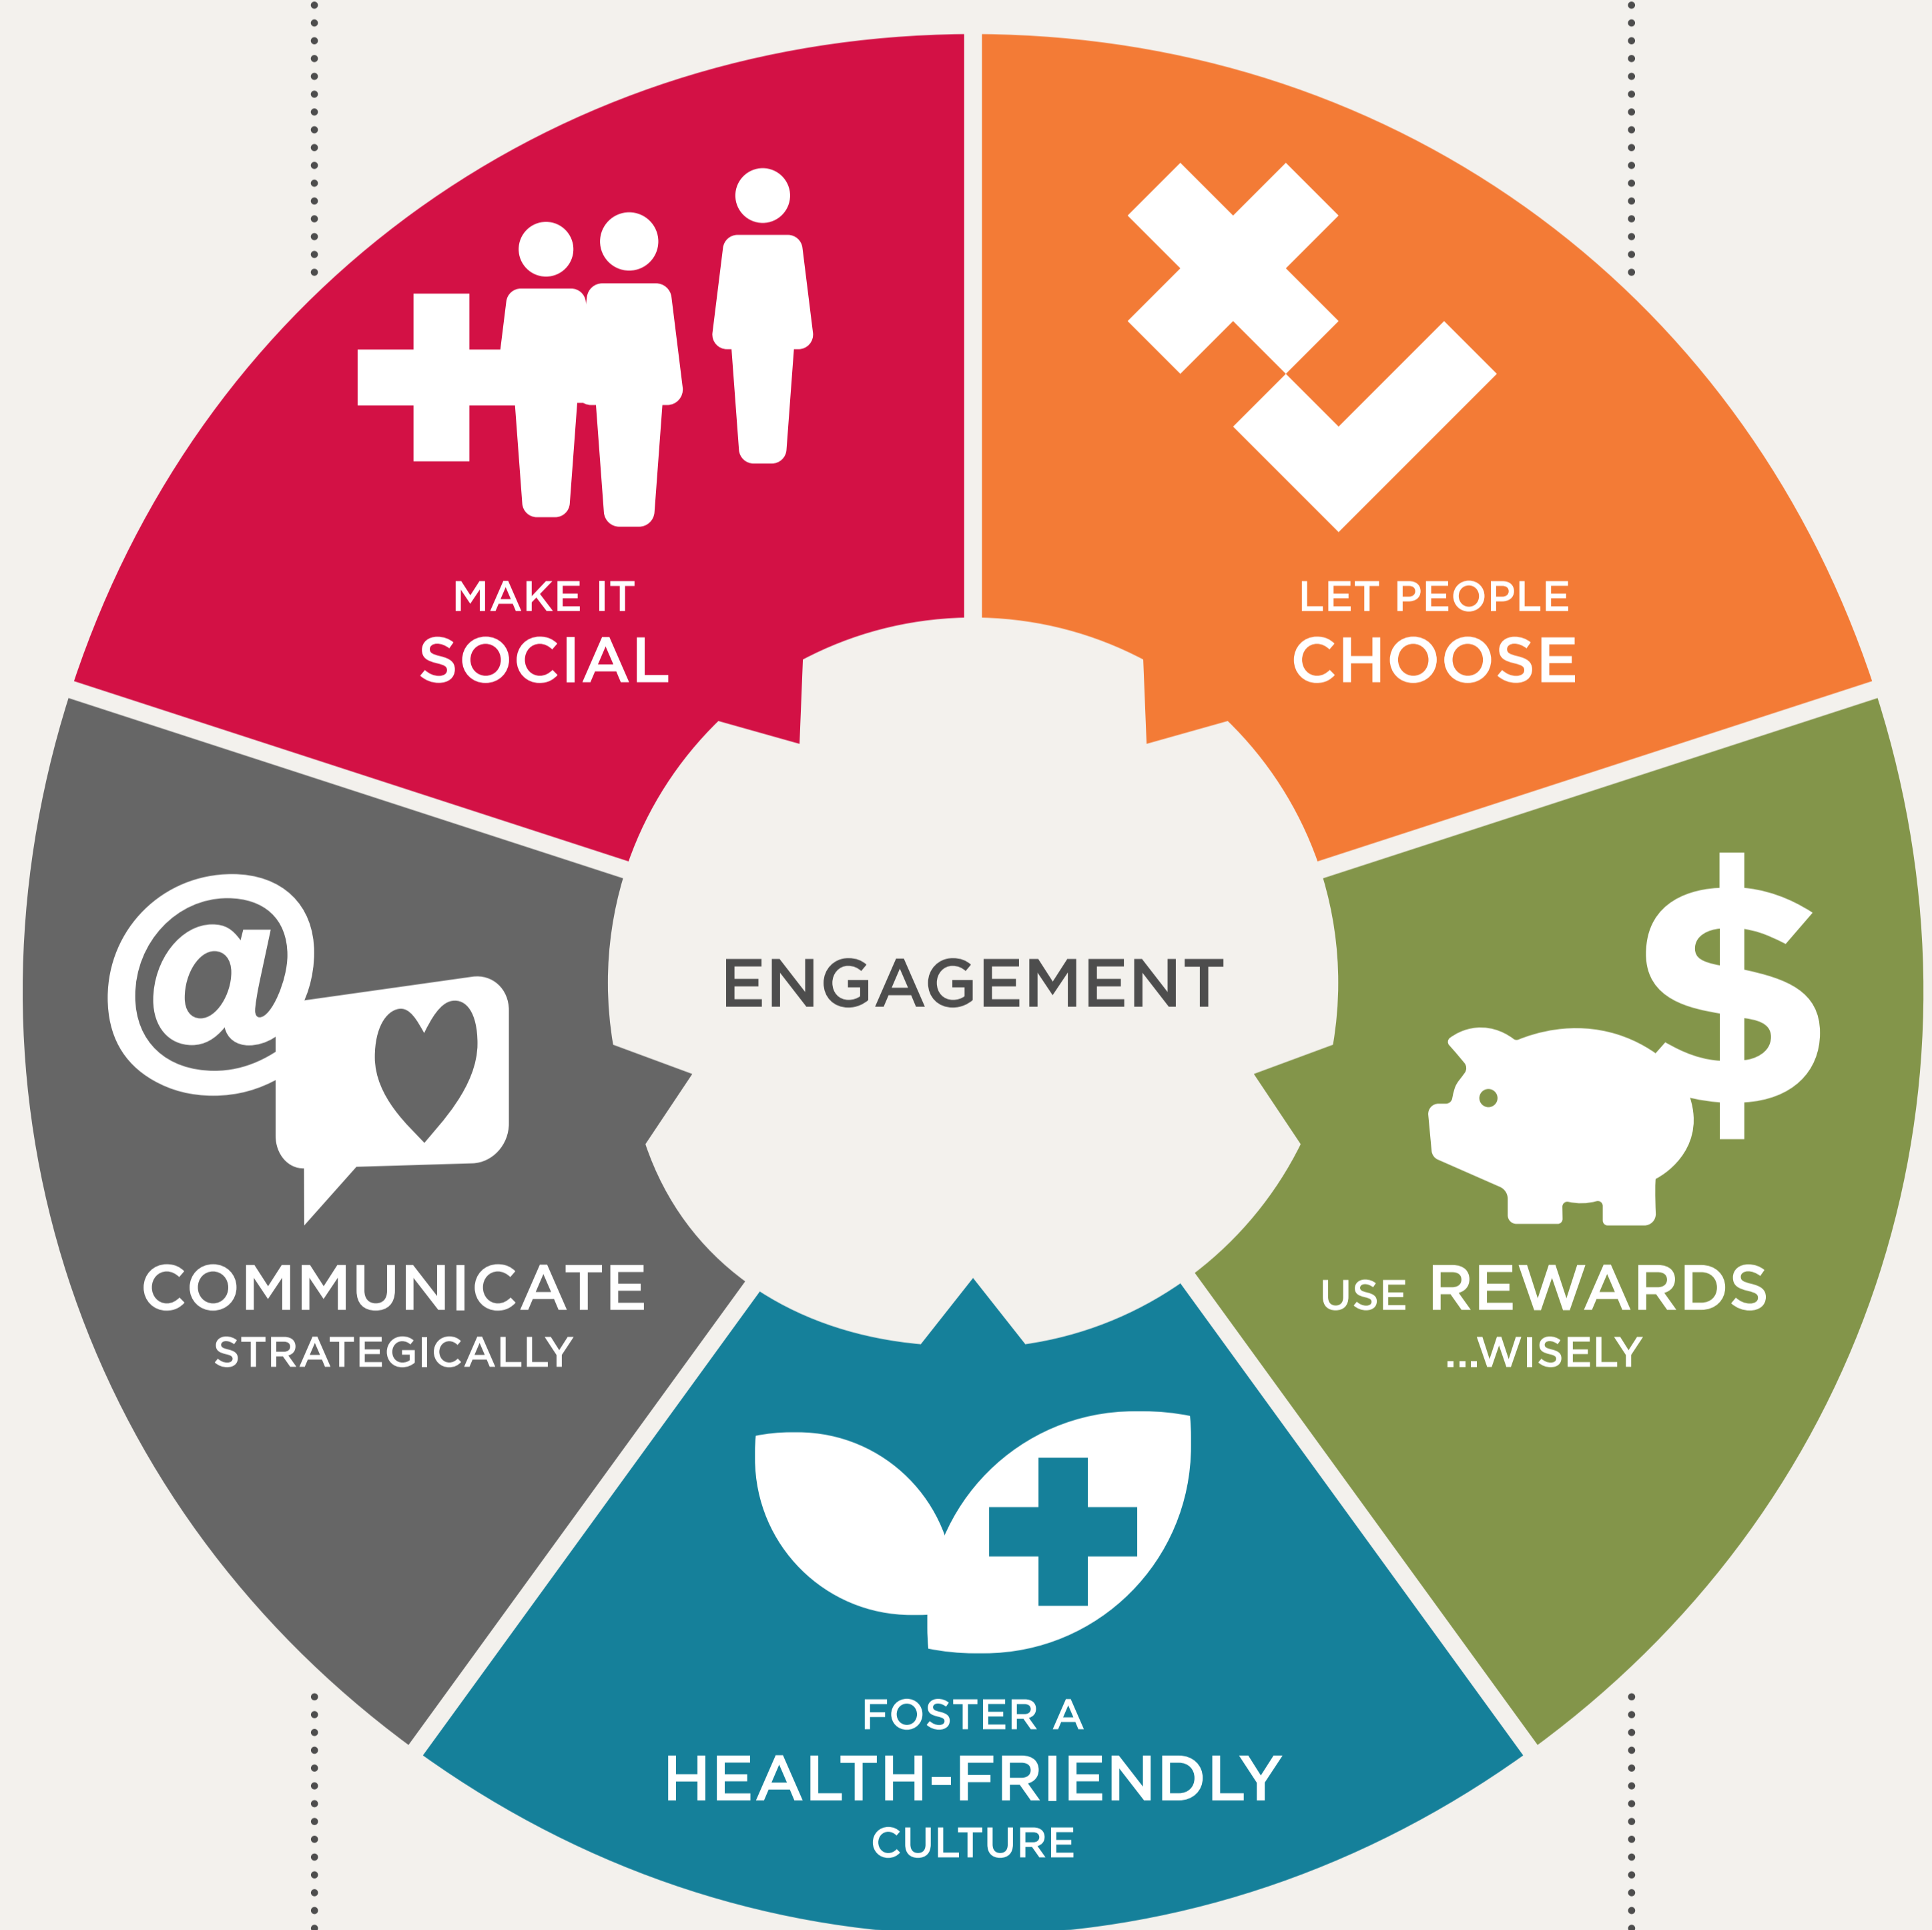 MAKE IT
SOCIAL
LET PEOPLE
CHOOSE
ENGAGEMENT
COMMUNICATE
STRATEGICALLY
USE REWARDS
...WISELY
FOSTER A
HEALTH-FRIENDLY
CULTURE